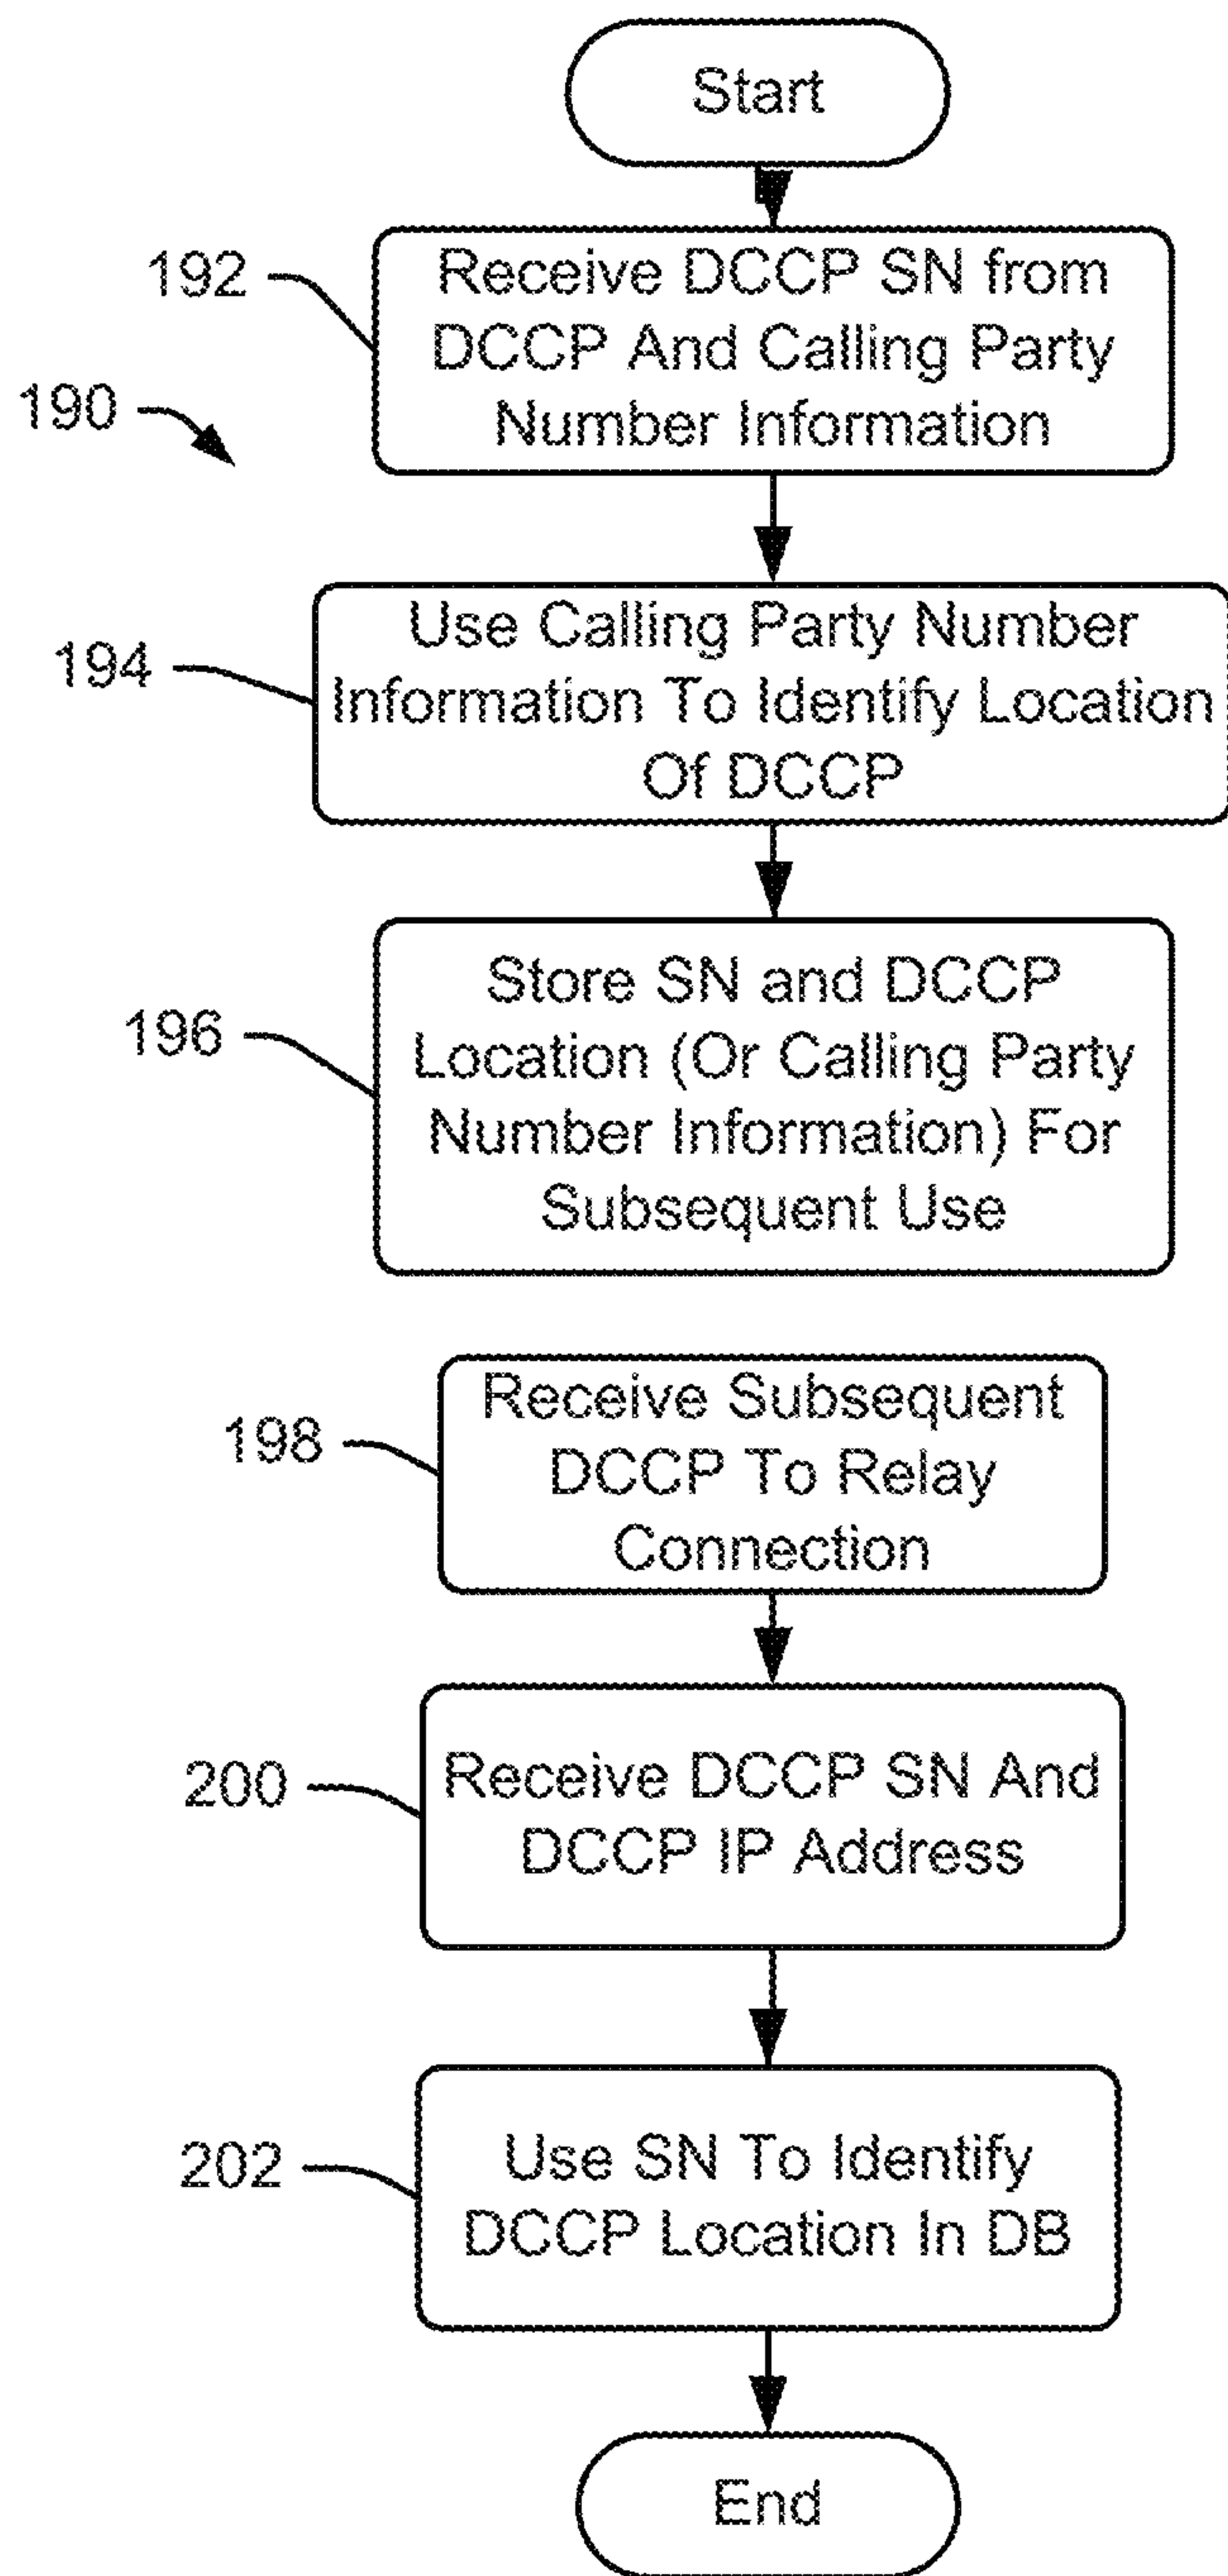 Start
192
Receive DCCP SN from
DCCP And Calling Party
Number Information
190
194
Use Calling Party Number
Information To Identify Location
Of DCCP
196
Store SN and DCCP
Location (Or Calling Party
Number Information) For
Subsequent Use
198
Receive Subsequent
DCCP To Relay
Connection
200
Receive DCCP SN And
DCCP IP Address
202
Use SN To Identify
DCCP Location In DB
End